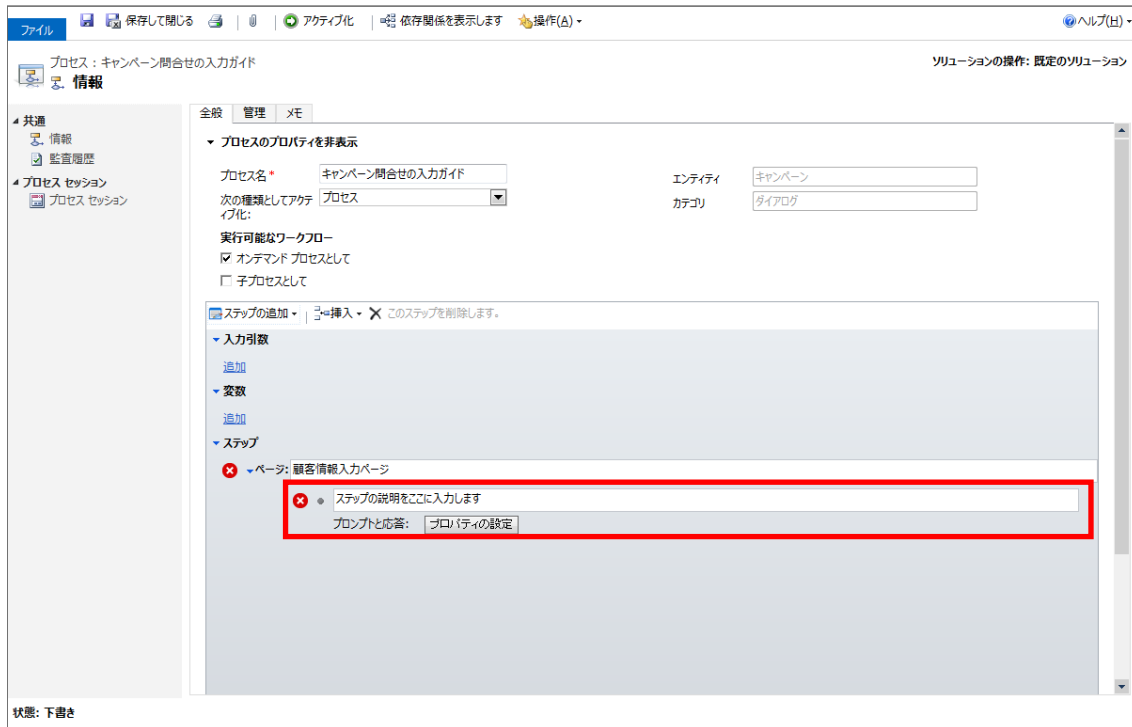 ファイル 保存して閉じる アクティブ化 依存関係を表示します 操作(A) ヘルプ(H)
プロセス : キャンペーン問合せの入力ガイド
情報
ソリューションの操作: 既定のソリューション
共通
情報
監査履歴
プロセス セッション
プロセス セッション
全般 管理 メモ
プロセスのプロパティを非表示
プロセス名* キャンペーン問合せの入力ガイド エンティティ キャンペーン
次の種類としてアクテ プロセス カテゴリ ダイアログ
ィブ化:
実行可能なワークフロー
オンデマンド プロセスとして
子プロセスとして
ステップの追加 挿入 このステップを削除します。
入力引数
追加
変数
追加
ステップ
ページ: 顧客情報入力ページ
ステップの説明をここに入力します
プロンプトと応答: プロパティの設定
状態: 下書き